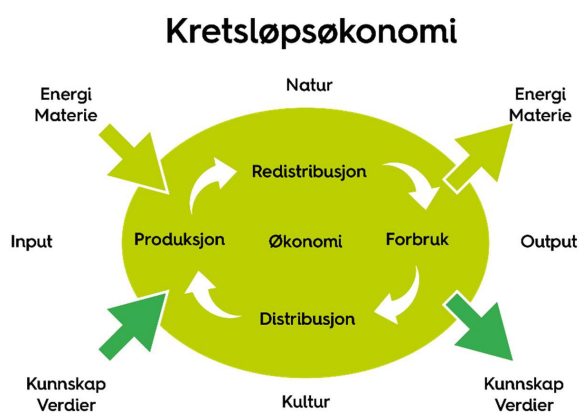 Kretsløpsøkonomi
Natur
Energi
Materie
Energi
Materie
Redistribusjon
Input
Produksjon
Økonomi
Forbruk
Output
Distribusjon
Kunnskap
Verdier
Kultur
Kunnskap
Verdier